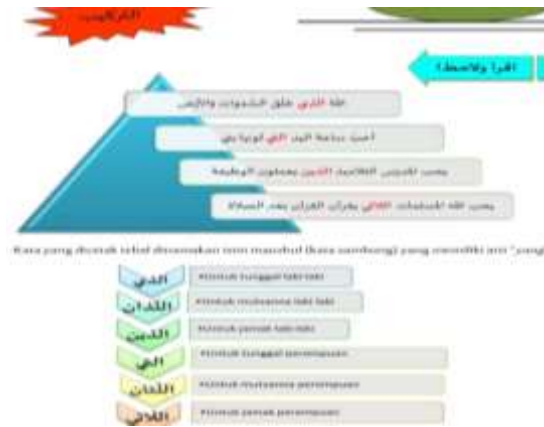 التراكيب
اقرأ ولاحظ!
الله الذي خلق السموات والأرض
أحب ساعة اليد التي لونها بني
يحب المدرس التلاميذ الذين يعملون الوظيفة
يحب الله المسلمات اللاتي يقرأن القرآن بعد الصلاة
Kata yang dicetak tebal dinamakan isim maushul (kata sambung) yang memiliki arti "yang
الذي
•Untuk tunggal laki-laki
اللذان
•Untuk mutsanna laki-laki
الذين
•Untuk jamak laki-laki
التي
•Untuk tunggal perempuan
اللتان
•Untuk mutsanna perempuan
اللاتي
•Untuk jamak perempuan